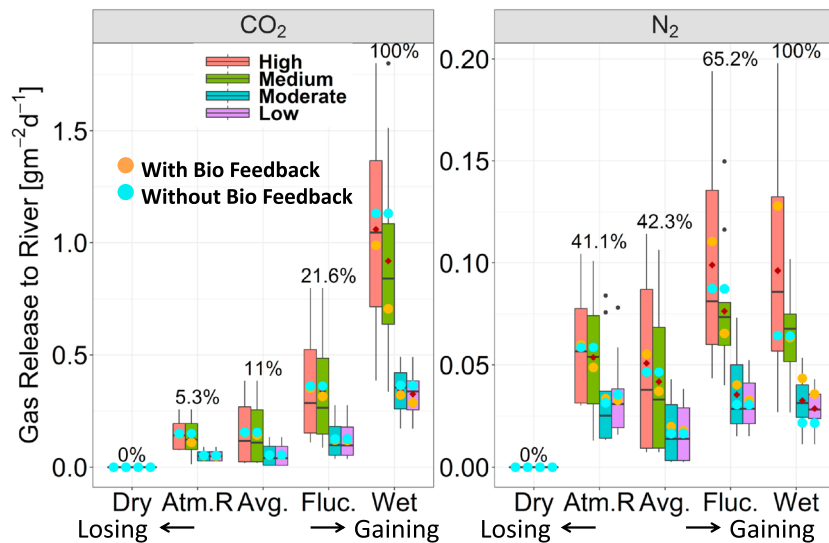 CO₂
N₂
Gas Release to River [gm⁻²d⁻¹]
0.0
0.5
1.0
1.5
High
Medium
Moderate
Low
With Bio Feedback
Without Bio Feedback
0%
5.3%
11%
21.6%
100%
Dry Atm.R Avg. Fluc. Wet
Losing ← → Gaining
0.00
0.05
0.10
0.15
0.20
0%
41.1%
42.3%
65.2%
100%
Dry Atm.R Avg. Fluc. Wet
Losing ← → Gaining